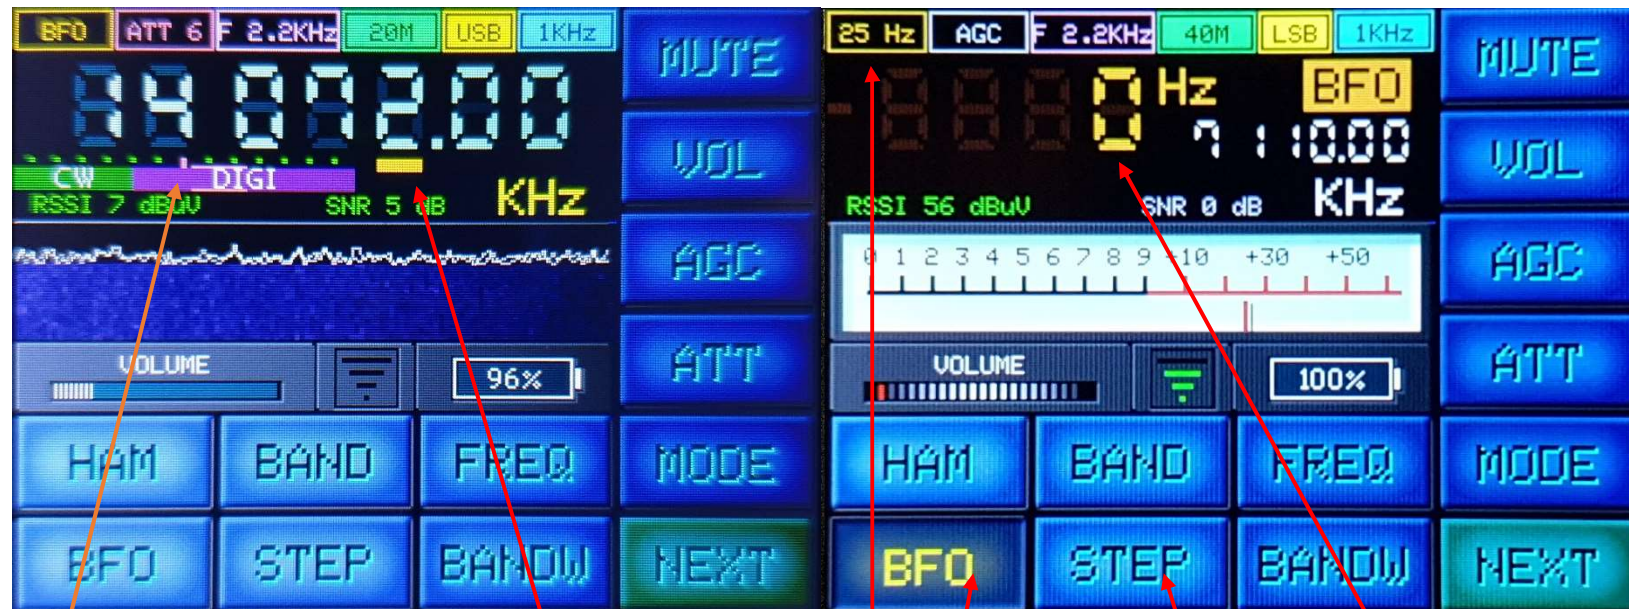 BFO ATT 6 F 2.2KHz 20M USB 1KHz
MUTE
14 072.00
VOL
CW DIGI
RSSI 7 dBuV SNR 5 dB KHz
AGC
VOLUME
96%
ATT
HAM BAND FREQ MODE
BFO STEP BANDW NEXT
25 Hz AGC F 2.2KHz 40M LSB 1KHz
MUTE
0 Hz BFO
7 110.00
VOL
RSSI 56 dBuV SNR 0 dB KHz
0 1 2 3 4 5 6 7 8 9 +10 +30 +50
AGC
VOLUME
100%
ATT
HAM BAND FREQ MODE
BFO STEP BANDW NEXT